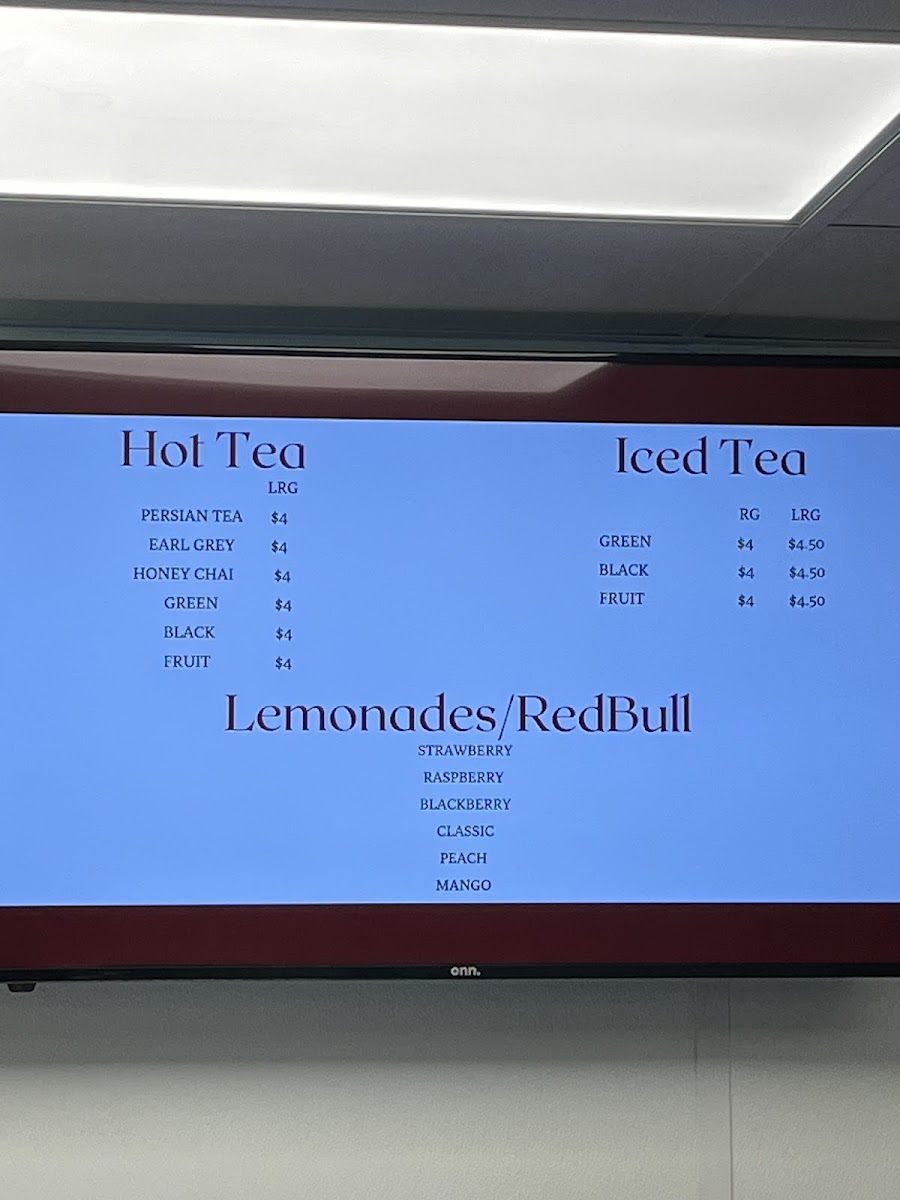 Hot Tea
LRG
PERSIAN TEA $4
EARL GREY $4
HONEY CHAI $4
GREEN $4
BLACK $4
FRUIT $4
Iced Tea
RG LRG
GREEN $4 $4.50
BLACK $4 $4.50
FRUIT $4 $4.50
Lemonades/RedBull
STRAWBERRY
RASPBERRY
BLACKBERRY
CLASSIC
PEACH
MANGO
onn.